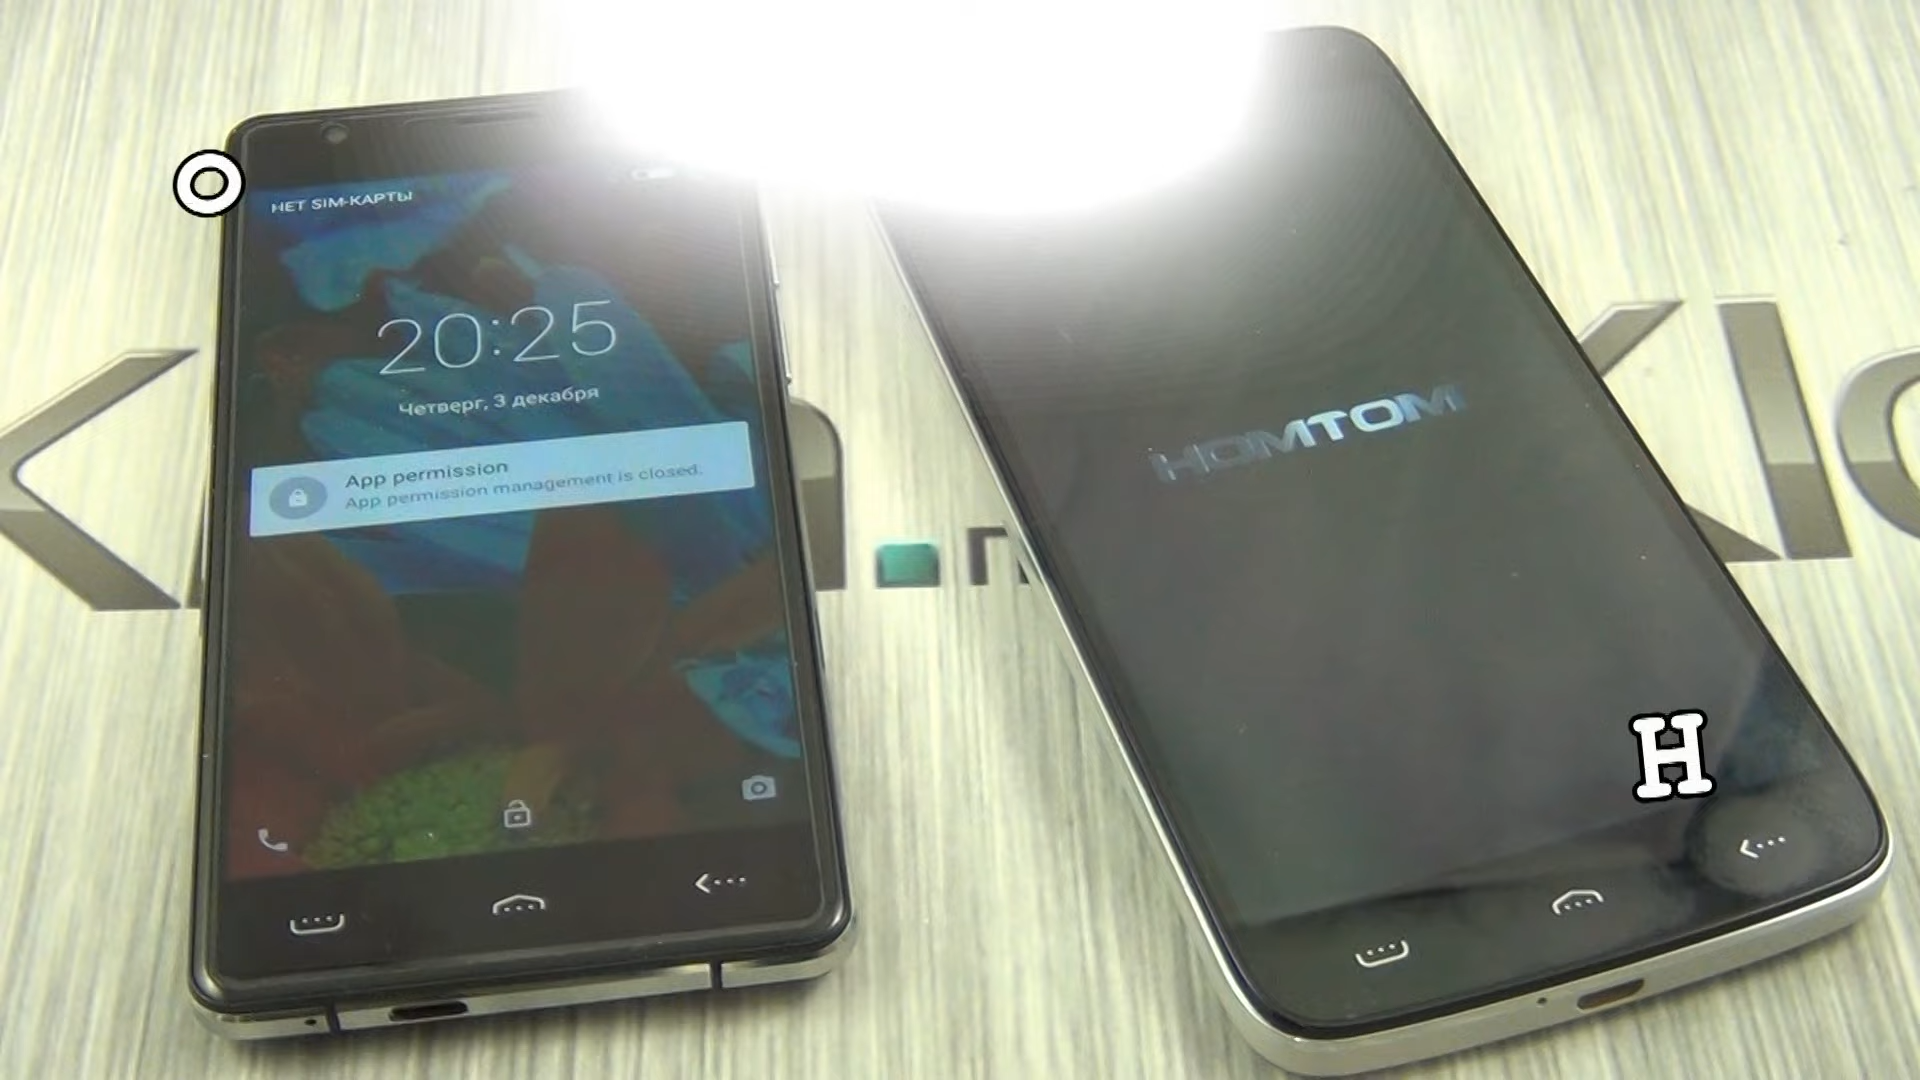 O
НЕТ SIM-КАРТЫ
20:25
Четверг, 3 декабря
App permission
App permission management is closed.
HOMTOM
H